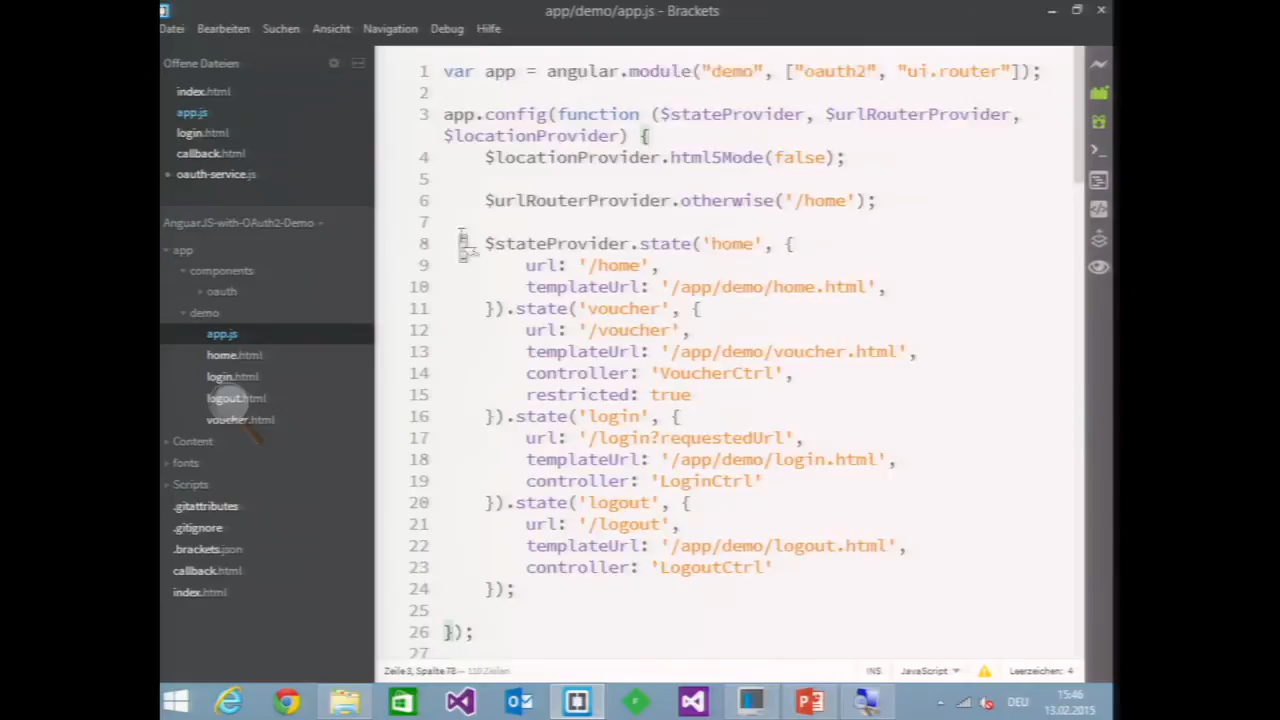 app/demo/app.js - Brackets
Datei Bearbeiten Suchen Ansicht Navigation Debug Hilfe
Offene Dateien
index.html
app.js
login.html
callback.html
oauth-service.js
AnguarJS-with-OAuth2-Demo
app
components
oauth
demo
app.js
home.html
login.html
logout.html
voucher.html
Content
fonts
Scripts
.gitattributes
.gitignore
.brackets.json
callback.html
index.html
1 var app = angular.module("demo", ["oauth2", "ui.router"]);
2
3 app.config(function ($stateProvider, $urlRouterProvider,
$locationProvider) {
4 $locationProvider.html5Mode(false);
5
6 $urlRouterProvider.otherwise('/home');
7
8 $stateProvider.state('home', {
9 url: '/home',
10 templateUrl: '/app/demo/home.html',
11 }).state('voucher', {
12 url: '/voucher',
13 templateUrl: '/app/demo/voucher.html',
14 controller: 'VoucherCtrl',
15 restricted: true
16 }).state('login', {
17 url: '/login?requestedUrl',
18 templateUrl: '/app/demo/login.html',
19 controller: 'LoginCtrl'
20 }).state('logout', {
21 url: '/logout',
22 templateUrl: '/app/demo/logout.html',
23 controller: 'LogoutCtrl'
24 });
25
26 });
27
Zeile 3, Spalte 78 — 110 Zeilen
INS JavaScript Leerzeichen: 4
DEU
15:46
13.02.2015